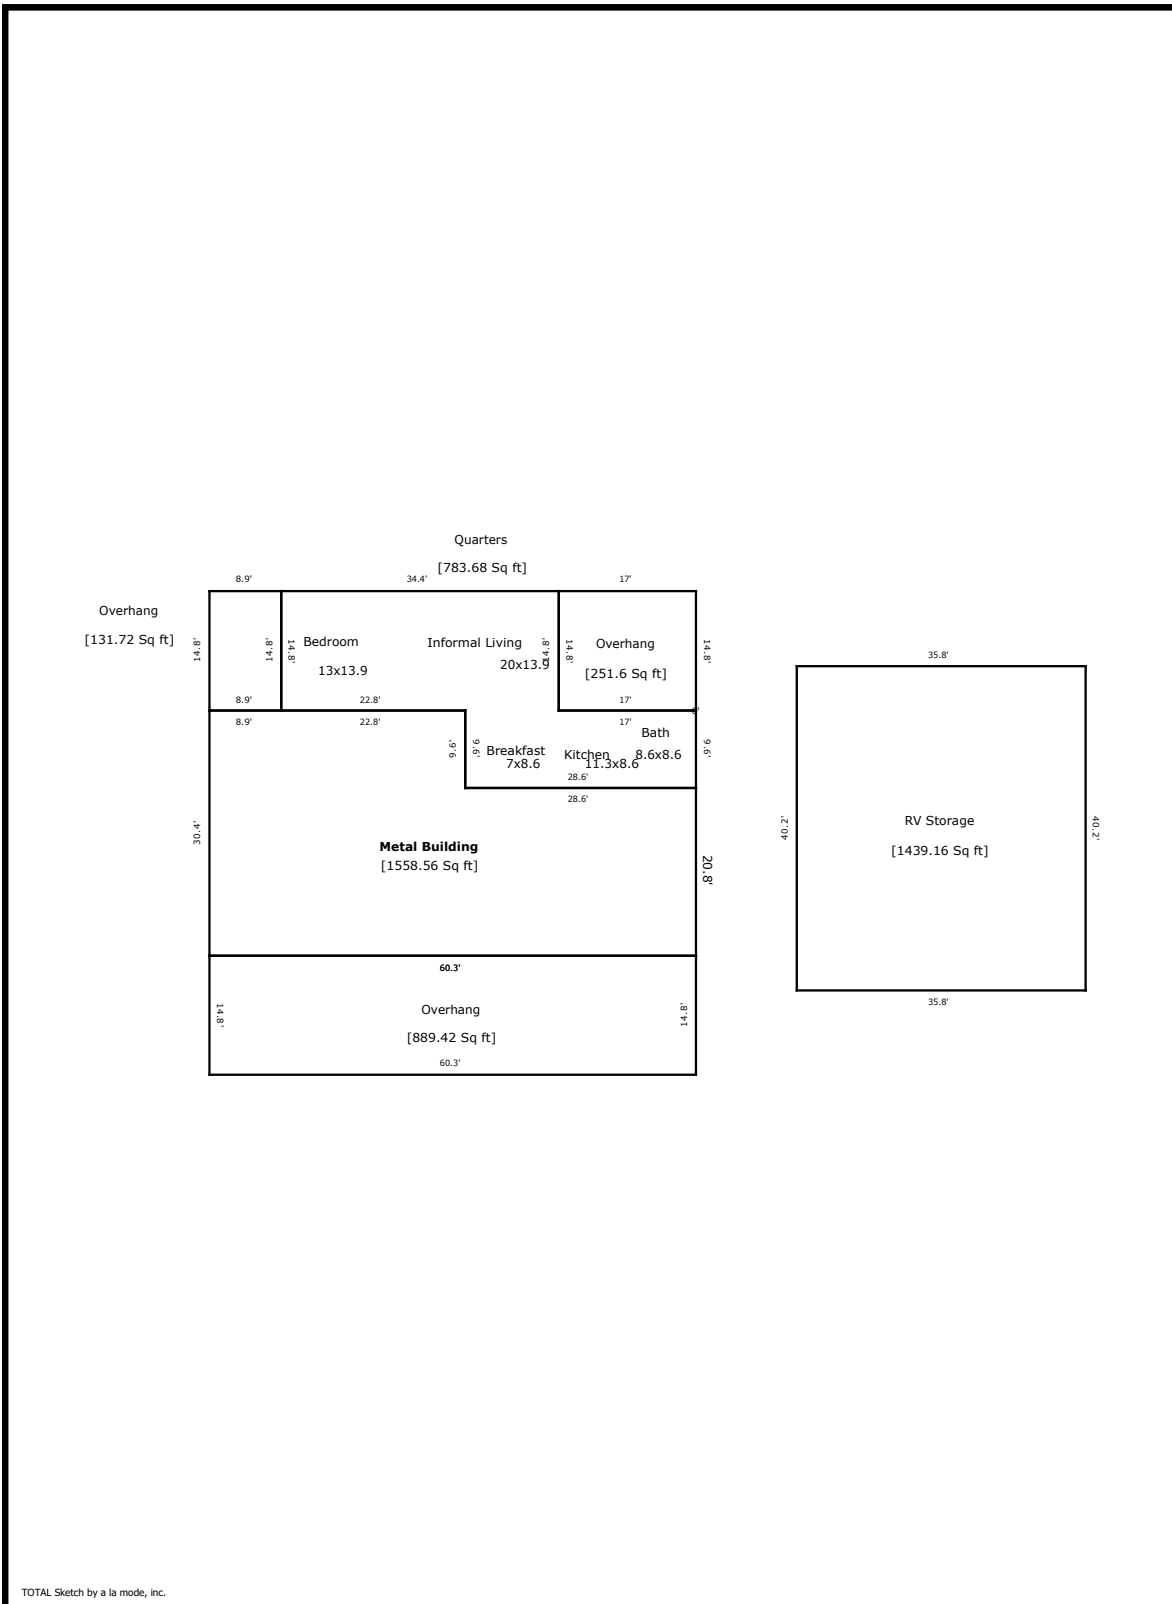 Quarters
[783.68 Sq ft]
8.9'
34.4'
17'
Overhang
[131.72 Sq ft]
14.8'
14.8'
14.8'
Bedroom
13x13.9
Informal Living
20x13.9
14.8'
14.8'
Overhang
[251.6 Sq ft]
14.8'
8.9'
22.8'
17'
8.9'
22.8'
17'
9.6'
9.6'
Breakfast
7x8.6
Kitchen
11.3x8.6
Bath
8.6x8.6
9.6'
28.6'
28.6'
30.4'
Metal Building
[1558.56 Sq ft]
20.8'
60.3'
14.8'
Overhang
[889.42 Sq ft]
14.8'
60.3'
35.8'
40.2'
RV Storage
[1439.16 Sq ft]
40.2'
35.8'
TOTAL Sketch by a la mode, inc.